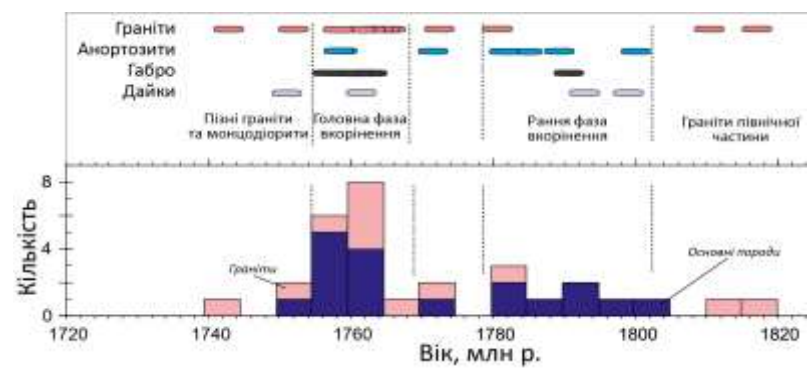 Граніти
Анортозити
Габро
Дайки
Пізні граніти
та монцодіорити
Головна фаза
вкорінення
Рання фаза
вкорінення
Граніти північної
частини
8
4
0
Кількість
Граніти
Основні породи
1720
1740
1760
1780
1800
1820
Вік, млн р.